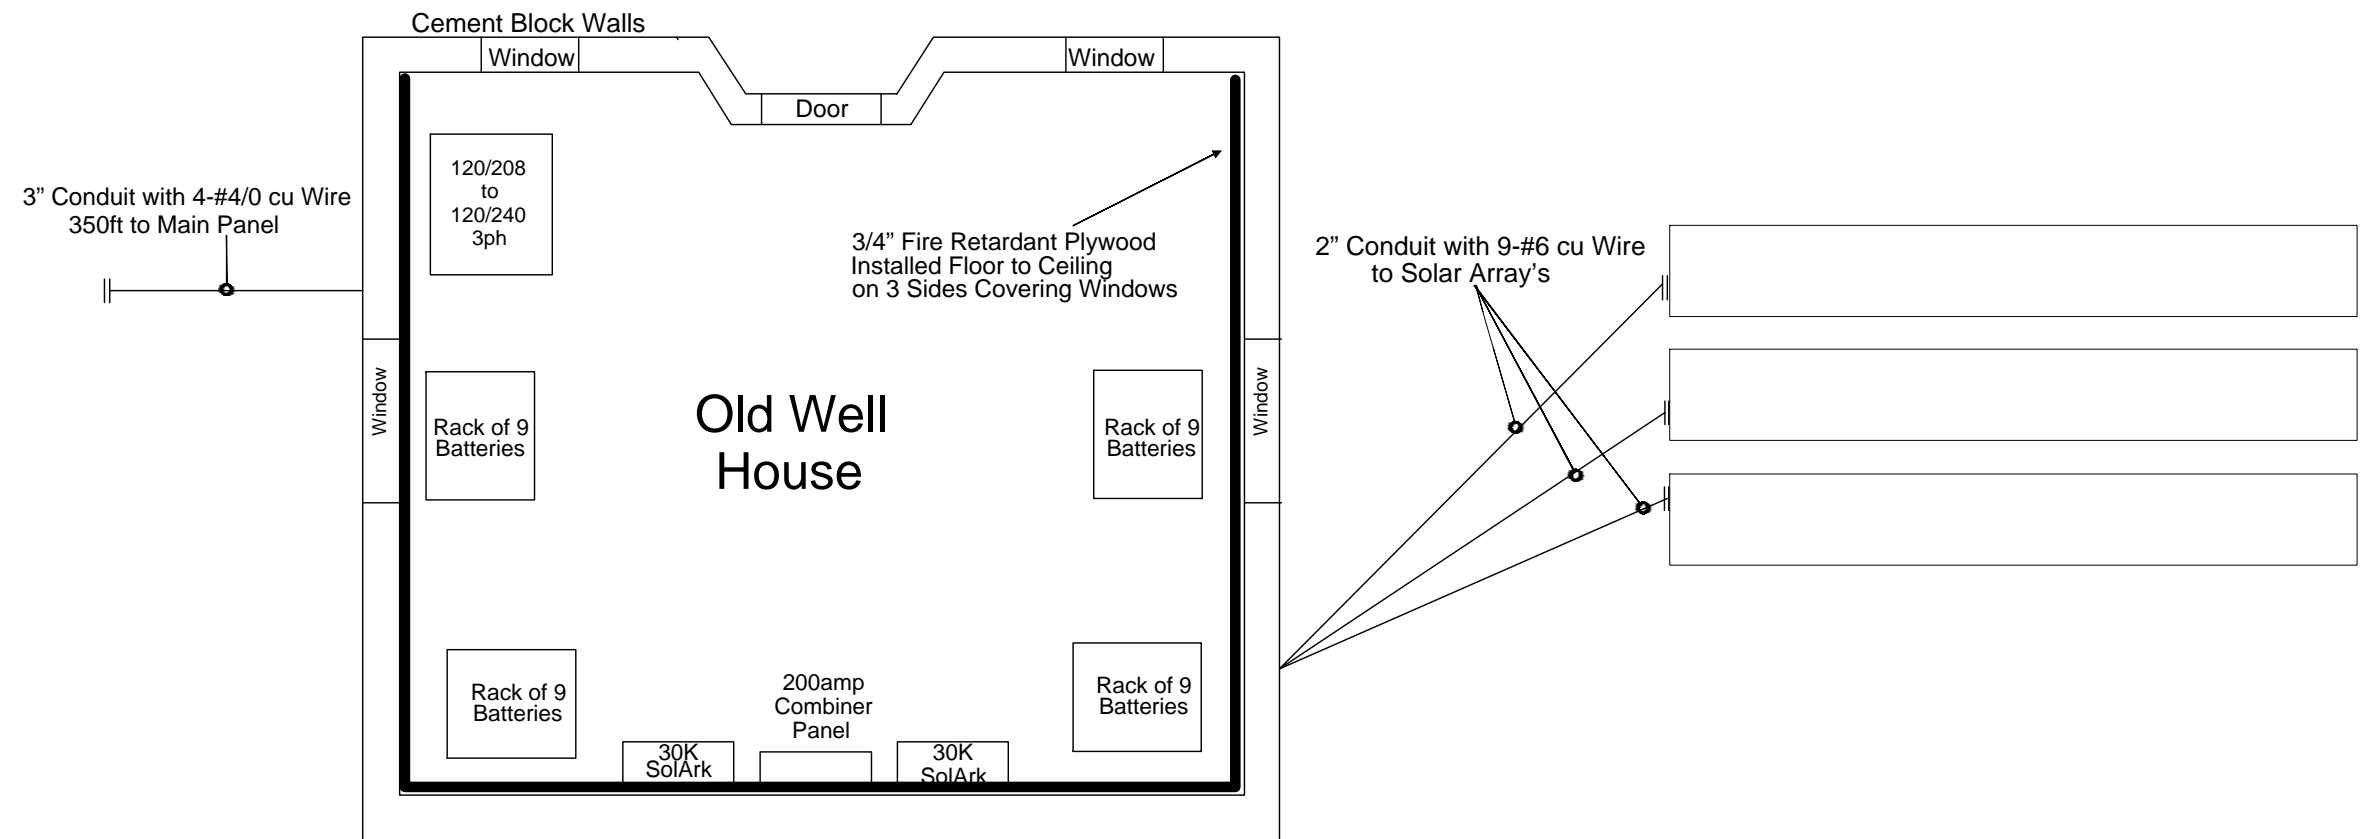 Cement Block Walls
Window
Window
Door
120/208
to
120/240
3ph
3” Conduit with 4-#4/0 cu Wire
350ft to Main Panel
3/4” Fire Retardant Plywood
Installed Floor to Ceiling
on 3 Sides Covering Windows
2” Conduit with 9-#6 cu Wire
to Solar Array’s
Window
Rack of 9
Batteries
Old Well
House
Rack of 9
Batteries
Window
Rack of 9
Batteries
200amp
Combiner
Panel
Rack of 9
Batteries
30K
SolArk
30K
SolArk